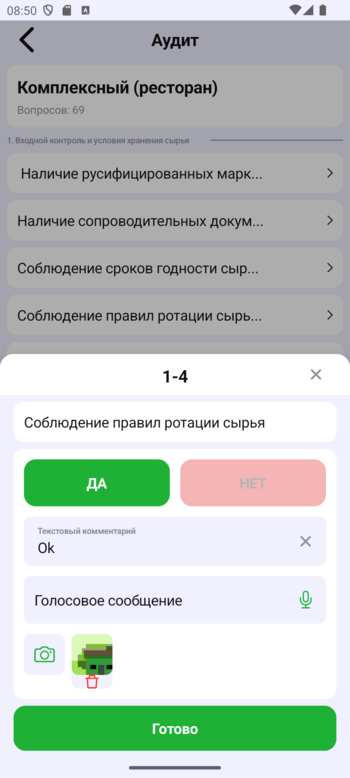 08:50
Аудит
Комплексный (ресторан)
Вопросов: 69
1. Входной контроль и условия хранения сырья
Наличие русифицированных марк...
Наличие сопроводительных докум...
Соблюдение сроков годности сыр...
Соблюдение правил ротации сырь...
1-4
Соблюдение правил ротации сырья
ДА
НЕТ
Текстовый комментарий
Ok
Голосовое сообщение
Готово